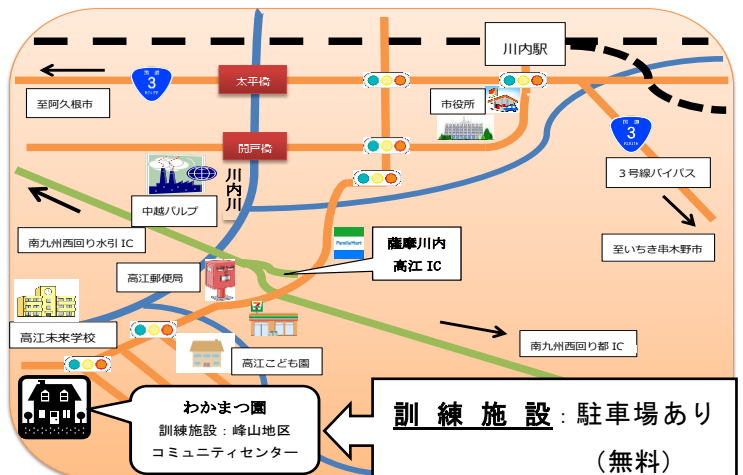 川内駅
国道
3
ROUTE
太平橋
至阿久根市
市役所
国道
3
ROUTE
開戸橋
川内川
3号線バイパス
中越パルプ
南九州西回り水引 IC
FamilyMart
薩摩川内
高江 IC
至いちき串木野市
高江郵便局
高江未来学校
南九州西回り都 IC
高江こども園
わかまつ園
訓練施設：峰山地区
コミュニティセンター
訓練施設：駐車場あり
（無料）